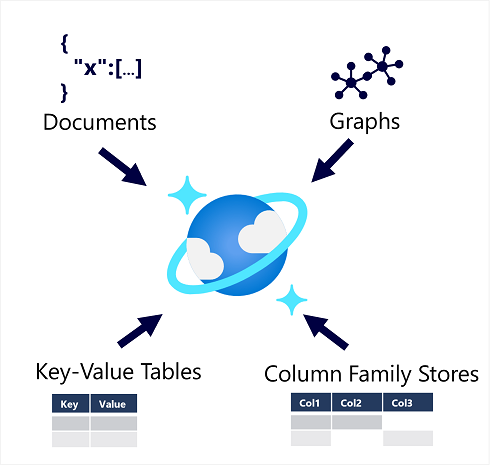 {
"x":[...]
}
Documents
Graphs
Key-Value Tables
Key Value
Column Family Stores
Col1 Col2 Col3